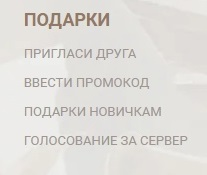 ПОДАРКИ
ПРИГЛАСИ ДРУГА
ВВЕСТИ ПРОМОКОД
ПОДАРКИ НОВИЧКАМ
ГОЛОСОВАНИЕ ЗА СЕРВЕР